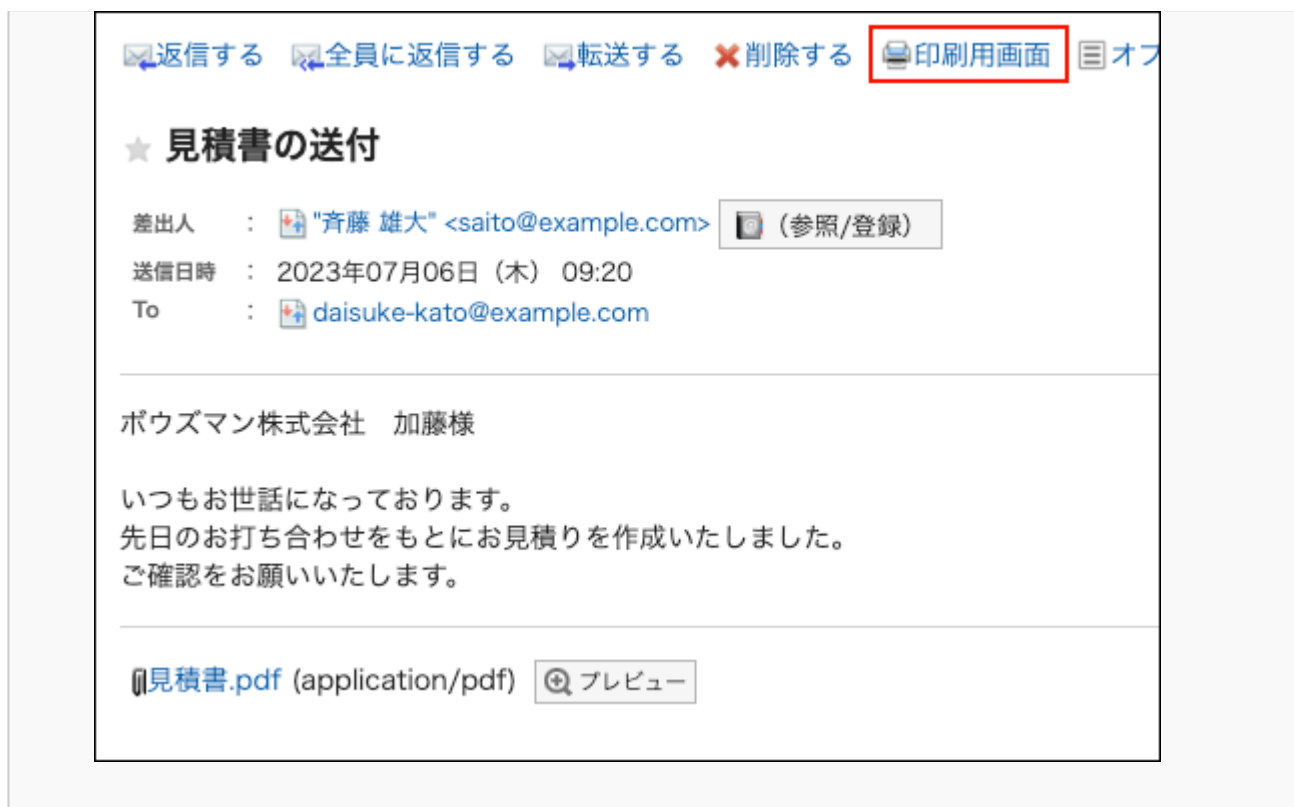 返信する 全員に返信する 転送する 削除する 印刷用画面 オフ
見積書の送付
差出人 : "斉藤 雄大" <saito@example.com> (参照/登録)
送信日時 : 2023年07月06日（木） 09:20
To : daisuke-kato@example.com
ボウズマン株式会社　加藤様
いつもお世話になっております。
先日のお打ち合わせをもとにお見積りを作成いたしました。
ご確認をお願いいたします。
見積書.pdf (application/pdf) プレビュー